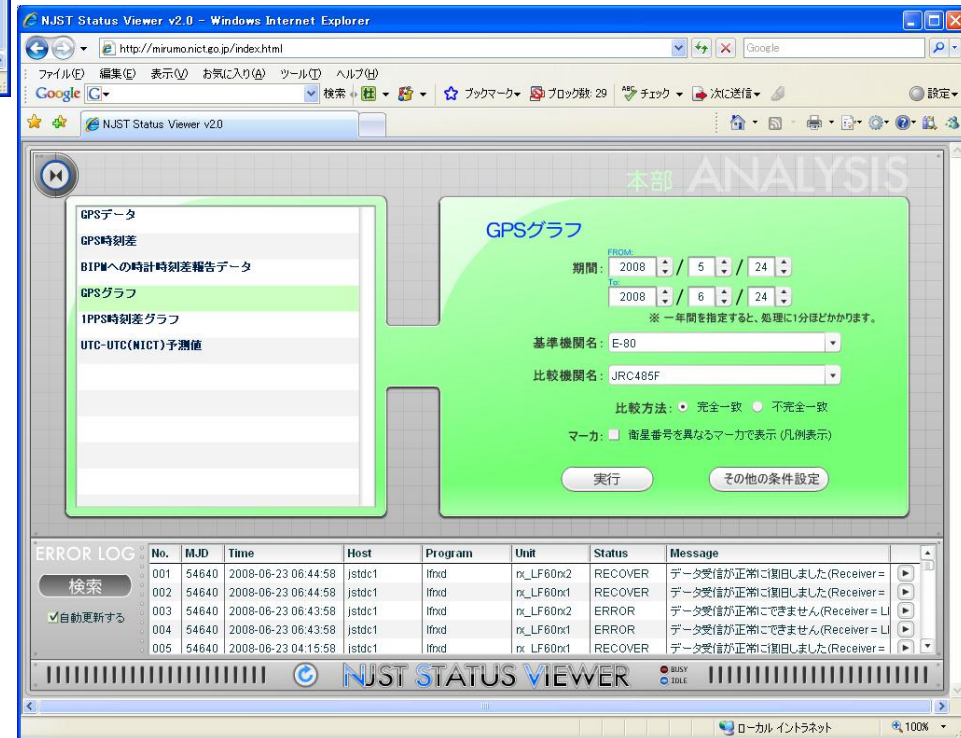 NJST Status Viewer v2.0 - Windows Internet Explorer
http://mirumo.nict.go.jp/index.html
Google
ファイル(F) 編集(E) 表示(V) お気に入り(A) ツール(T) ヘルプ(H)
Google G 検索 ブックマーク ブロック数: 29 チェック 次に送信 設定
NJST Status Viewer v2.0
本部 ANALYSIS
GPSデータ
GPS時刻差
BIPMへの時計時刻差報告データ
GPSグラフ
1PPS時刻差グラフ
UTC-UTC(NICT)予測値
GPSグラフ
FROM:
期間: 2008 / 5 / 24
To:
2008 / 6 / 24
※ 一年間を指定すると、処理に1分ほどかかります。
基準機関名: E-80
比較機関名: JRC485F
比較方法: 完全一致 不完全一致
マーカ: 衛星番号を異なるマーカで表示 (凡例表示)
実行 その他の条件設定
ERROR LOG
検索
自動更新する
No. MJD Time Host Program Unit Status Message
001 54640 2008-06-23 06:44:58 jstdc1 lfrxd rx_LF60rx2 RECOVER データ受信が正常に復旧しました(Receiver=
002 54640 2008-06-23 06:44:58 jstdc1 lfrxd rx_LF60rx1 RECOVER データ受信が正常に復旧しました(Receiver=
003 54640 2008-06-23 06:43:58 jstdc1 lfrxd rx_LF60rx2 ERROR データ受信が正常にできません(Receiver= LI
004 54640 2008-06-23 06:43:58 jstdc1 lfrxd rx_LF60rx1 ERROR データ受信が正常にできません(Receiver= LI
005 54640 2008-06-23 04:15:58 jstdc1 lfrxd rx_LF60rx1 RECOVER データ受信が正常に復旧しました(Receiver=
NJST STATUS VIEWER
BUSY
IDLE
ローカル イントラネット 100%